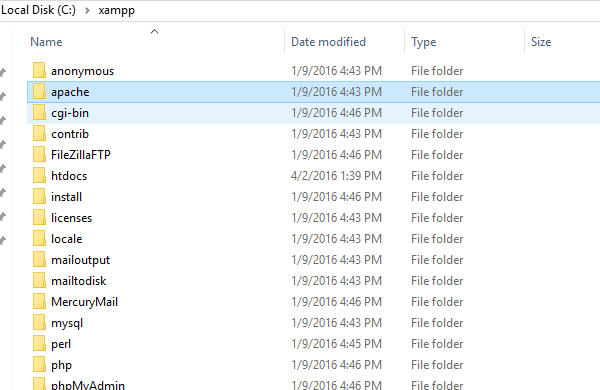 Local Disk (C:) › xampp
Name Date modified Type Size
anonymous 1/9/2016 4:43 PM File folder
apache 1/9/2016 4:43 PM File folder
cgi-bin 1/9/2016 4:46 PM File folder
contrib 1/9/2016 4:43 PM File folder
FileZillaFTP 1/9/2016 4:46 PM File folder
htdocs 4/2/2016 1:39 PM File folder
install 1/9/2016 4:46 PM File folder
licenses 1/9/2016 4:43 PM File folder
locale 1/9/2016 4:43 PM File folder
mailoutput 1/9/2016 4:43 PM File folder
mailtodisk 1/9/2016 4:43 PM File folder
MercuryMail 1/9/2016 4:46 PM File folder
mysql 1/9/2016 4:43 PM File folder
perl 1/9/2016 4:45 PM File folder
php 1/9/2016 4:46 PM File folder
phpMyAdmin 1/9/2016 4:46 PM File folder